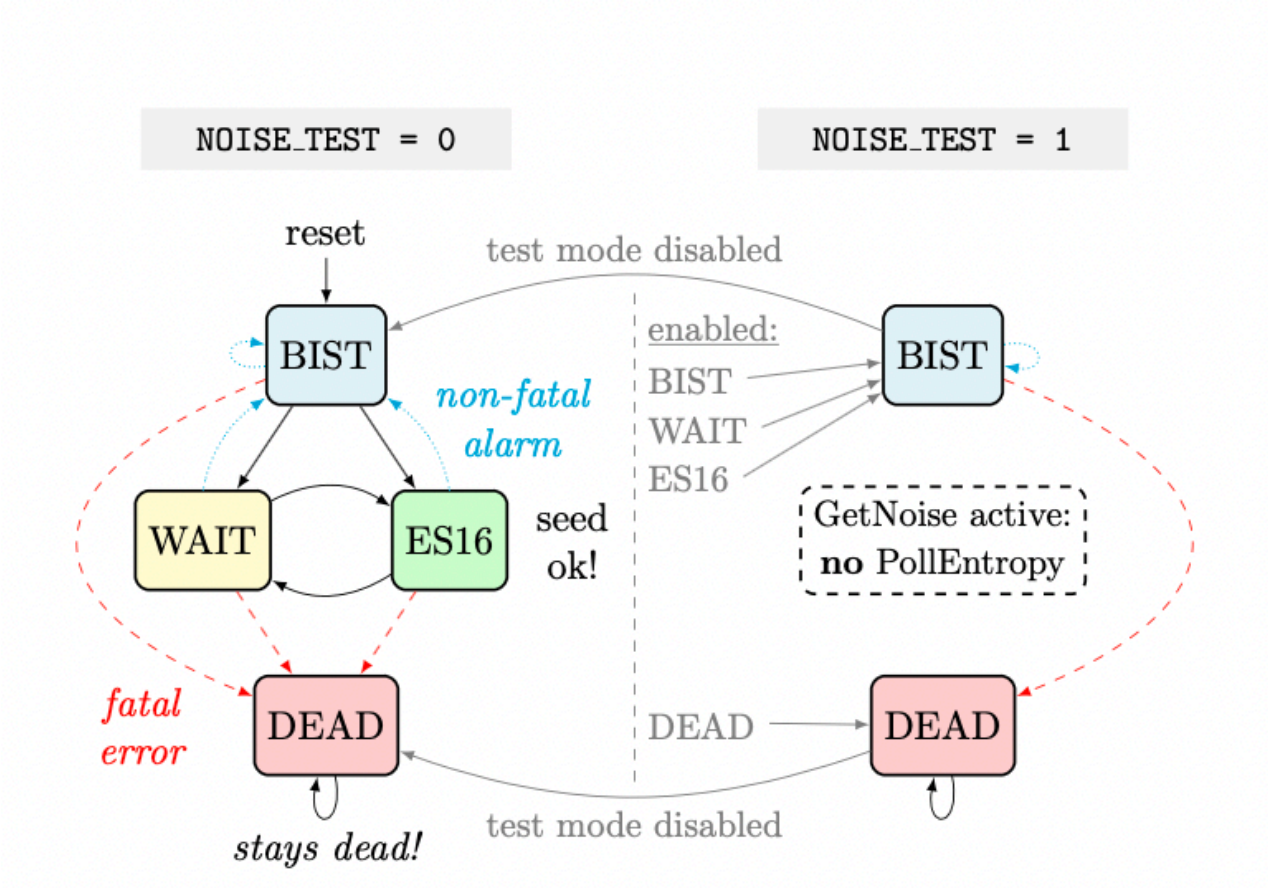 NOISE_TEST = 0
NOISE_TEST = 1
reset
test mode disabled
enabled:
BIST
BIST
BIST
non-fatal
alarm
WAIT
ES16
WAIT
ES16
seed
ok!
GetNoise active:
no PollEntropy
fatal
error
DEAD
DEAD
DEAD
test mode disabled
stays dead!